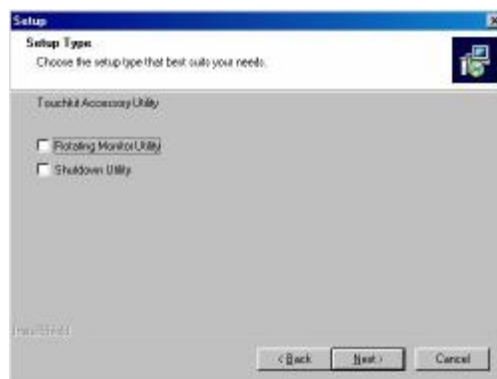 Setup
Setup Type
Choose the setup type that best suits your needs.
Touchkit Accessory Utility
Rotating Monitor Utility
Shutdown Utility
InstallShield
< Back
Next >
Cancel